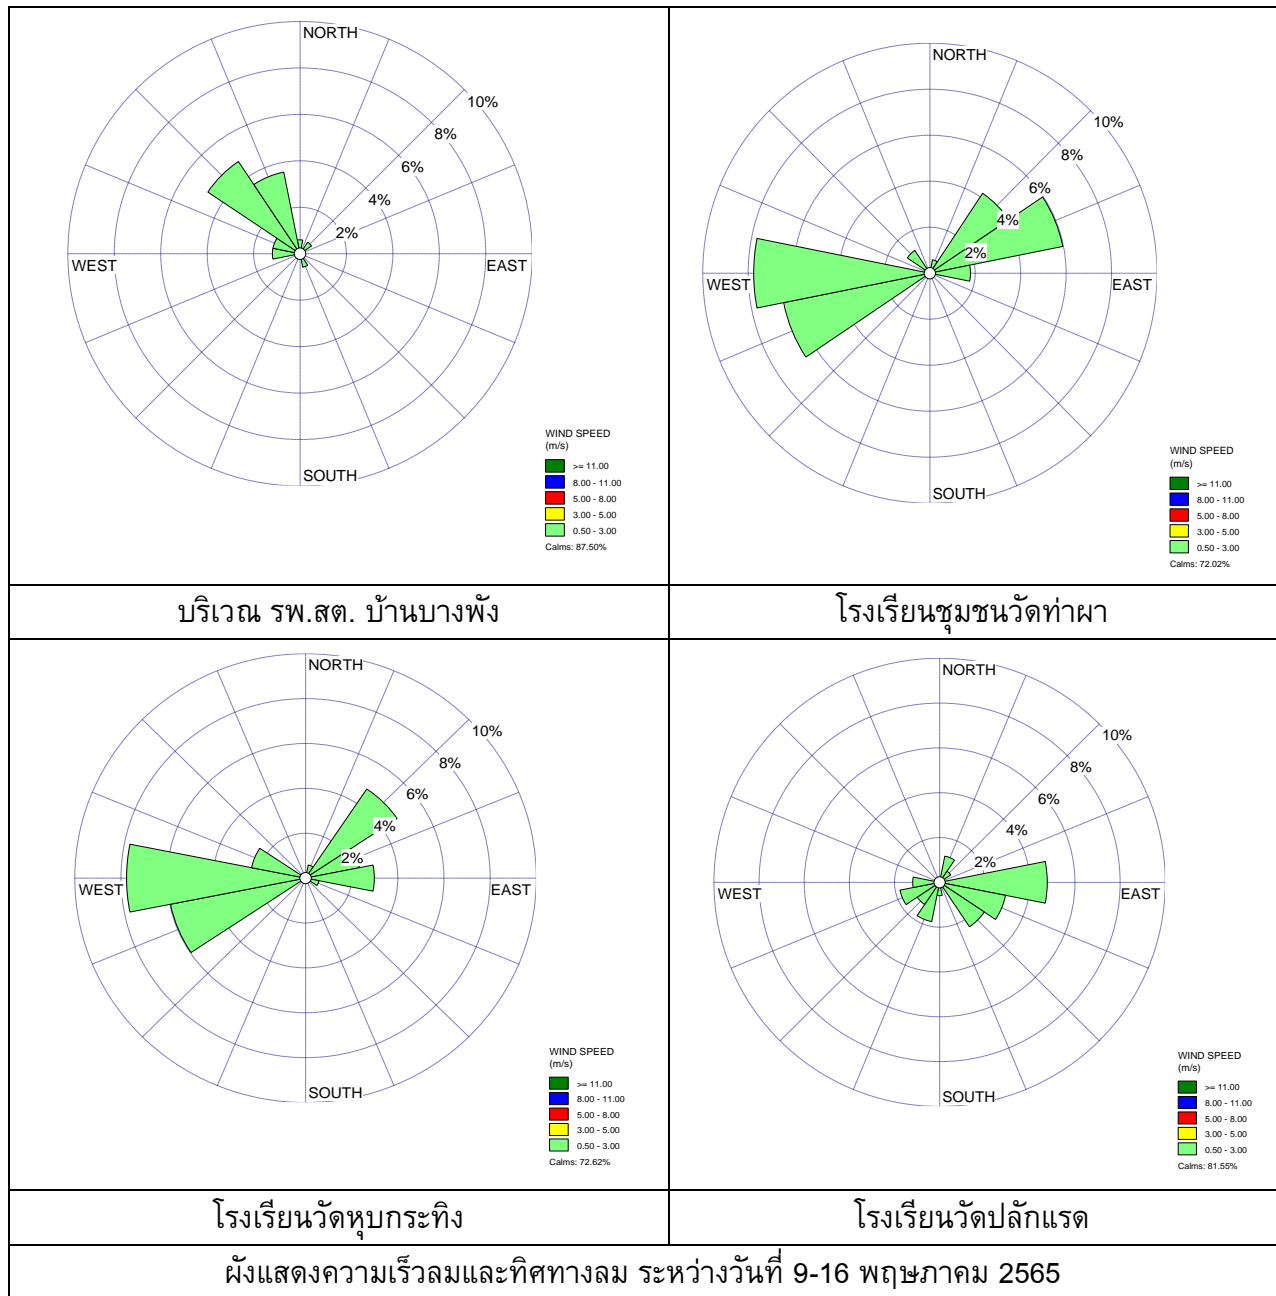 NORTH
10%
8%
6%
4%
2%
WEST
EAST
SOUTH
WIND SPEED
(m/s)
>= 11.00
8.00 - 11.00
5.00 - 8.00
3.00 - 5.00
0.50 - 3.00
Calms: 87.50%
บริเวณ รพ.สต. บ้านบางพัง
NORTH
10%
8%
6%
4%
2%
WEST
EAST
SOUTH
WIND SPEED
(m/s)
>= 11.00
8.00 - 11.00
5.00 - 8.00
3.00 - 5.00
0.50 - 3.00
Calms: 72.02%
โรงเรียนชุมชนวัดท่าผา
NORTH
10%
8%
6%
4%
2%
WEST
EAST
SOUTH
WIND SPEED
(m/s)
>= 11.00
8.00 - 11.00
5.00 - 8.00
3.00 - 5.00
0.50 - 3.00
Calms: 72.62%
โรงเรียนวัดหุบกระทิง
NORTH
10%
8%
6%
4%
2%
WEST
EAST
SOUTH
WIND SPEED
(m/s)
>= 11.00
8.00 - 11.00
5.00 - 8.00
3.00 - 5.00
0.50 - 3.00
Calms: 81.55%
โรงเรียนวัดปลักแรด
ผังแสดงความเร็วลมและทิศทางลม ระหว่างวันที่ 9-16 พฤษภาคม 2565